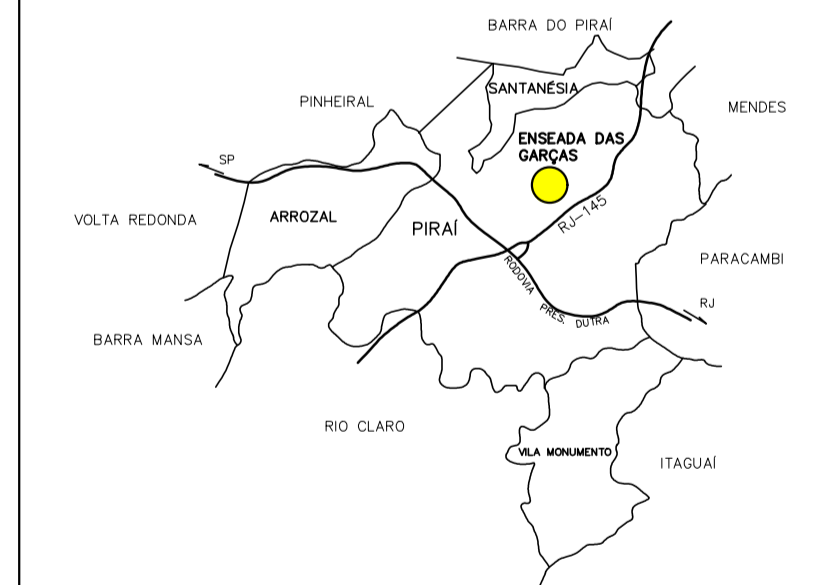 BARRA DO PIRAÍ
SANTANÉSIA
PINHEIRAL
MENDES
ENSEADA DAS
GARÇAS
SP
ARROZAL
VOLTA REDONDA
PIRAÍ
RJ-145
PARACAMBI
RODOVIA PRES. DUTRA
RJ
BARRA MANSA
RIO CLARO
VILA MONUMENTO
ITAGUAÍ